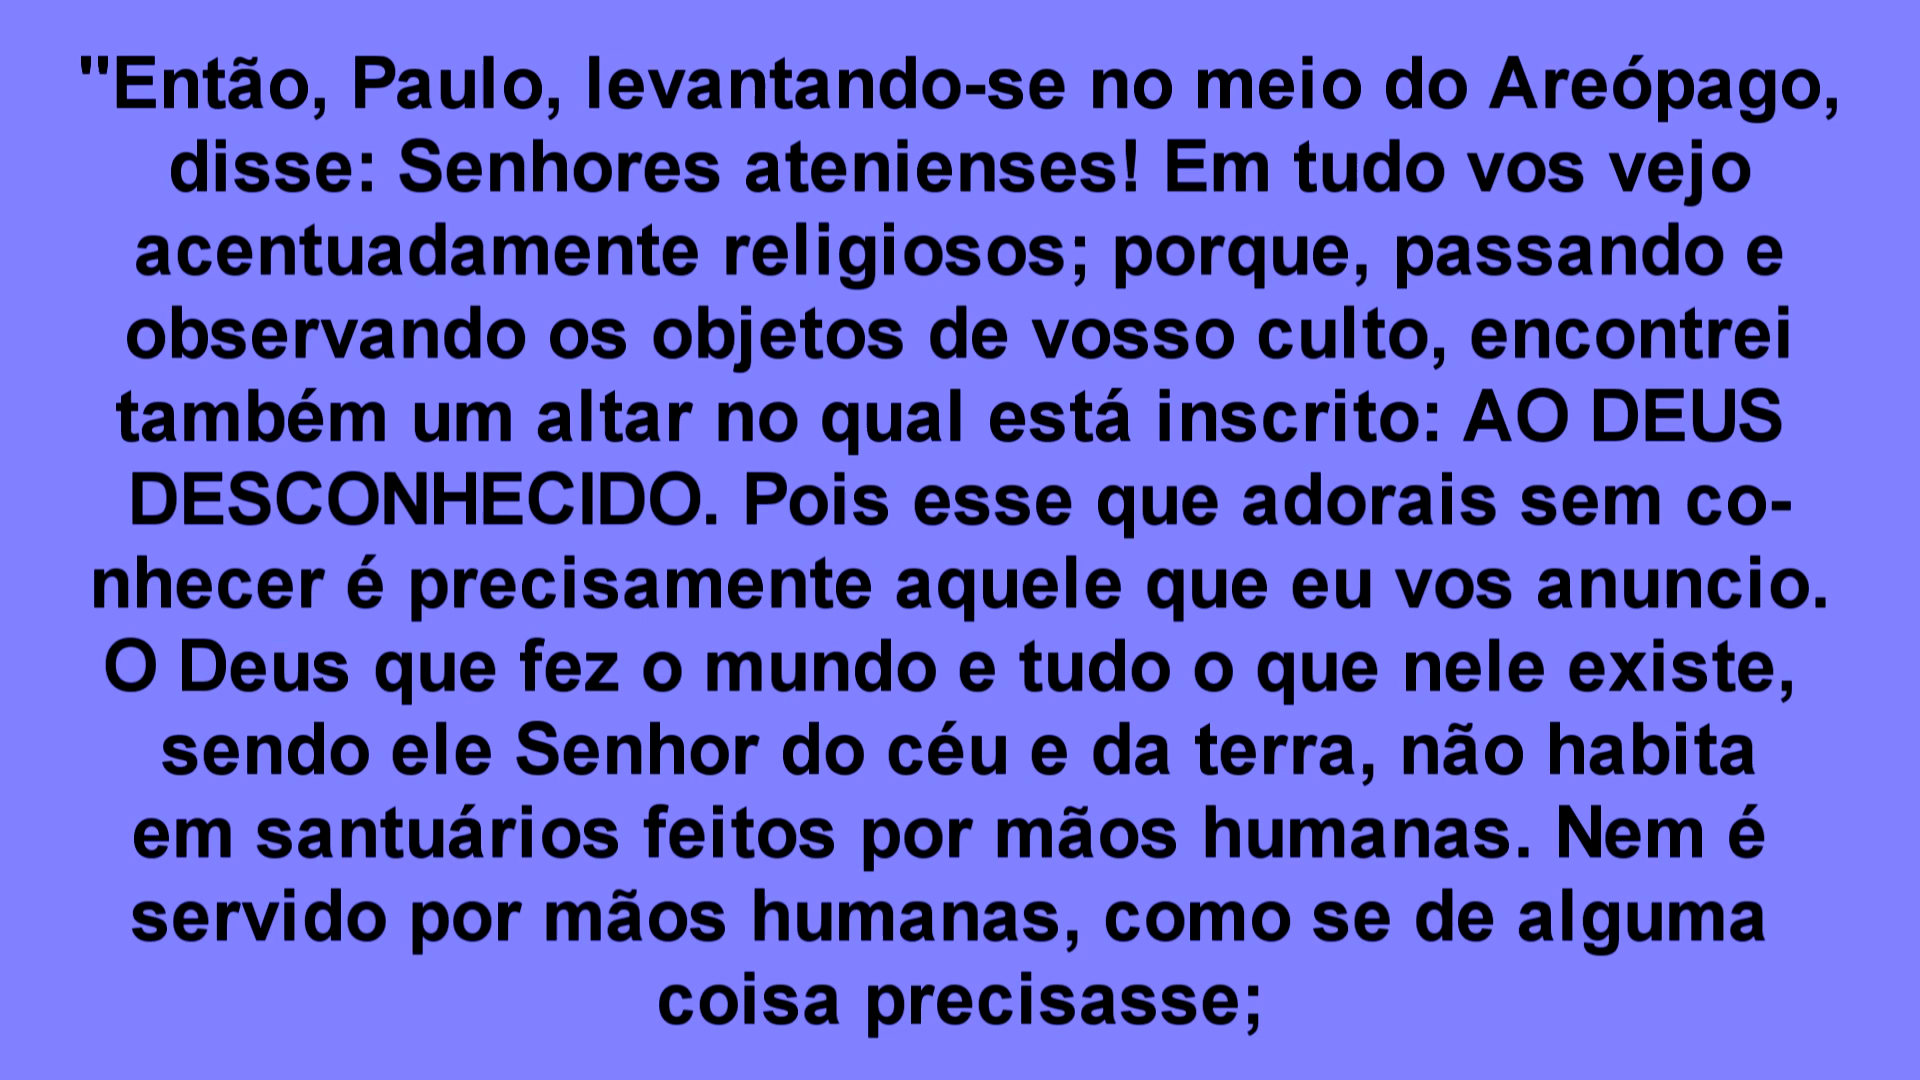 "Então, Paulo, levantando-se no meio do Areópago,
disse: Senhores atenienses! Em tudo vos vejo
acentuadamente religiosos; porque, passando e
observando os objetos de vosso culto, encontrei
também um altar no qual está inscrito: AO DEUS
DESCONHECIDO. Pois esse que adorais sem co-
nhecer é precisamente aquele que eu vos anuncio.
O Deus que fez o mundo e tudo o que nele existe,
sendo ele Senhor do céu e da terra, não habita
em santuários feitos por mãos humanas. Nem é
servido por mãos humanas, como se de alguma
coisa precisasse;